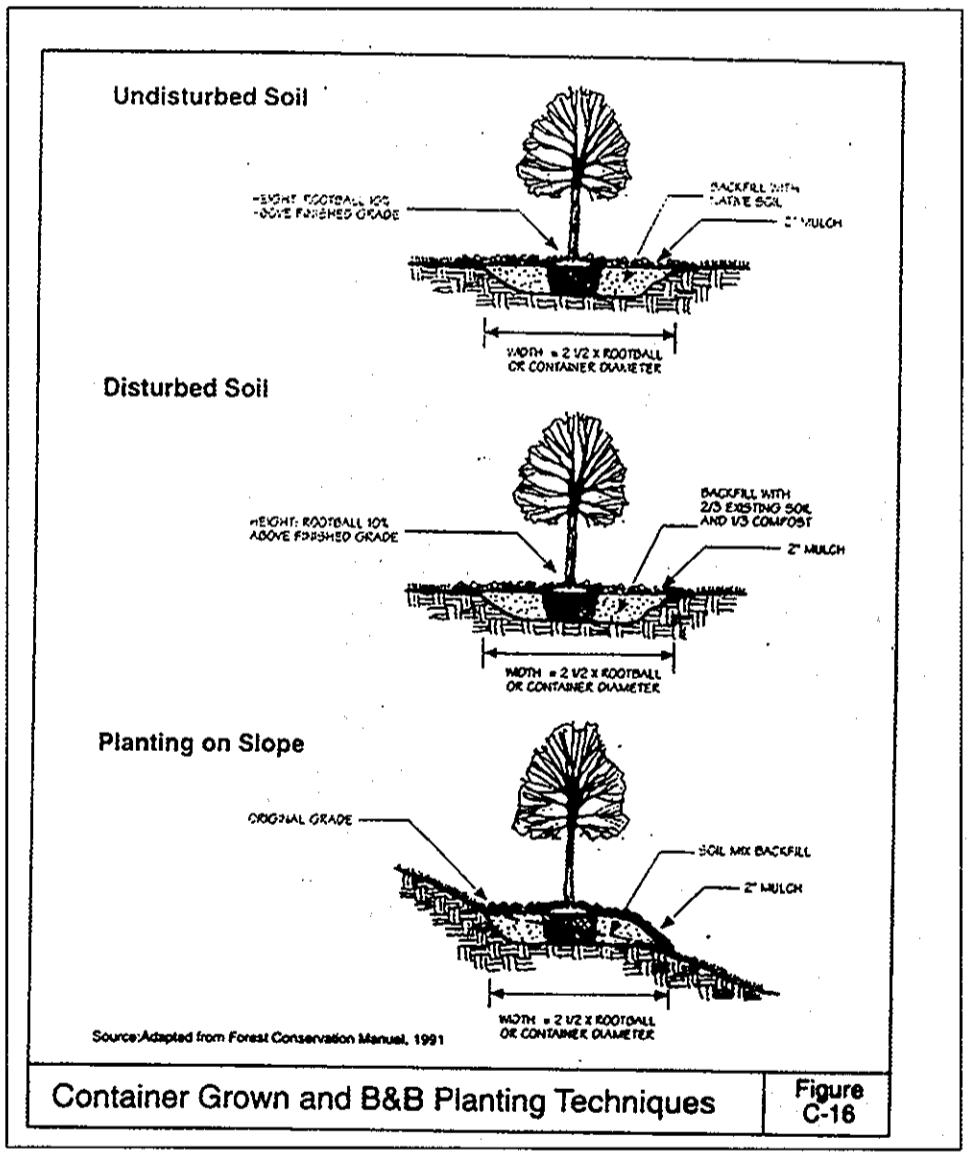 Undisturbed Soil
HEIGHT: ROOTBALL 10%
ABOVE FINISHED GRADE
BACKFILL WITH
NATIVE SOIL
2" MULCH
WIDTH = 2 1/2 X ROOTBALL
OR CONTAINER DIAMETER
Disturbed Soil
HEIGHT: ROOTBALL 10%
ABOVE FINISHED GRADE
BACKFILL WITH
2/3 EXISTING SOIL
AND 1/3 COMPOST
2" MULCH
WIDTH = 2 1/2 X ROOTBALL
OR CONTAINER DIAMETER
Planting on Slope
ORIGINAL GRADE
SOIL MIX BACKFILL
2" MULCH
WIDTH = 2 1/2 X ROOTBALL
OR CONTAINER DIAMETER
Source:Adapted from Forest Conservation Manual, 1991
Container Grown and B&B Planting Techniques
Figure
C-16